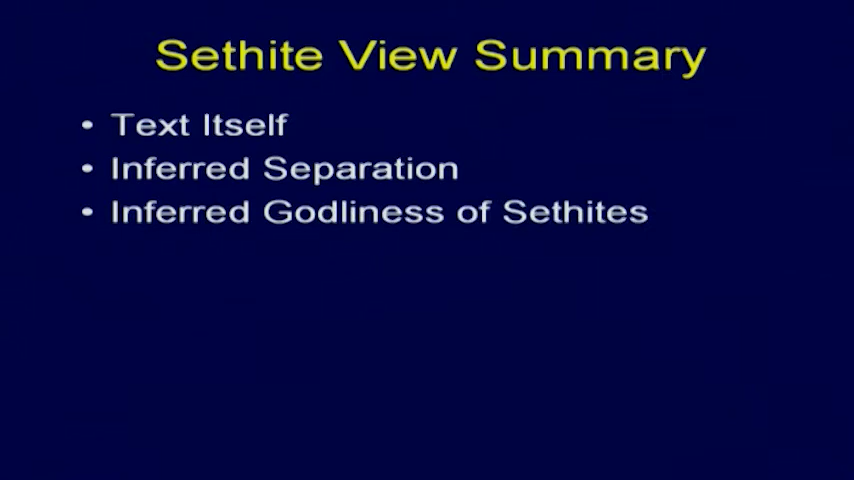 Sethite View Summary
• Text Itself
• Inferred Separation
• Inferred Godliness of Sethites